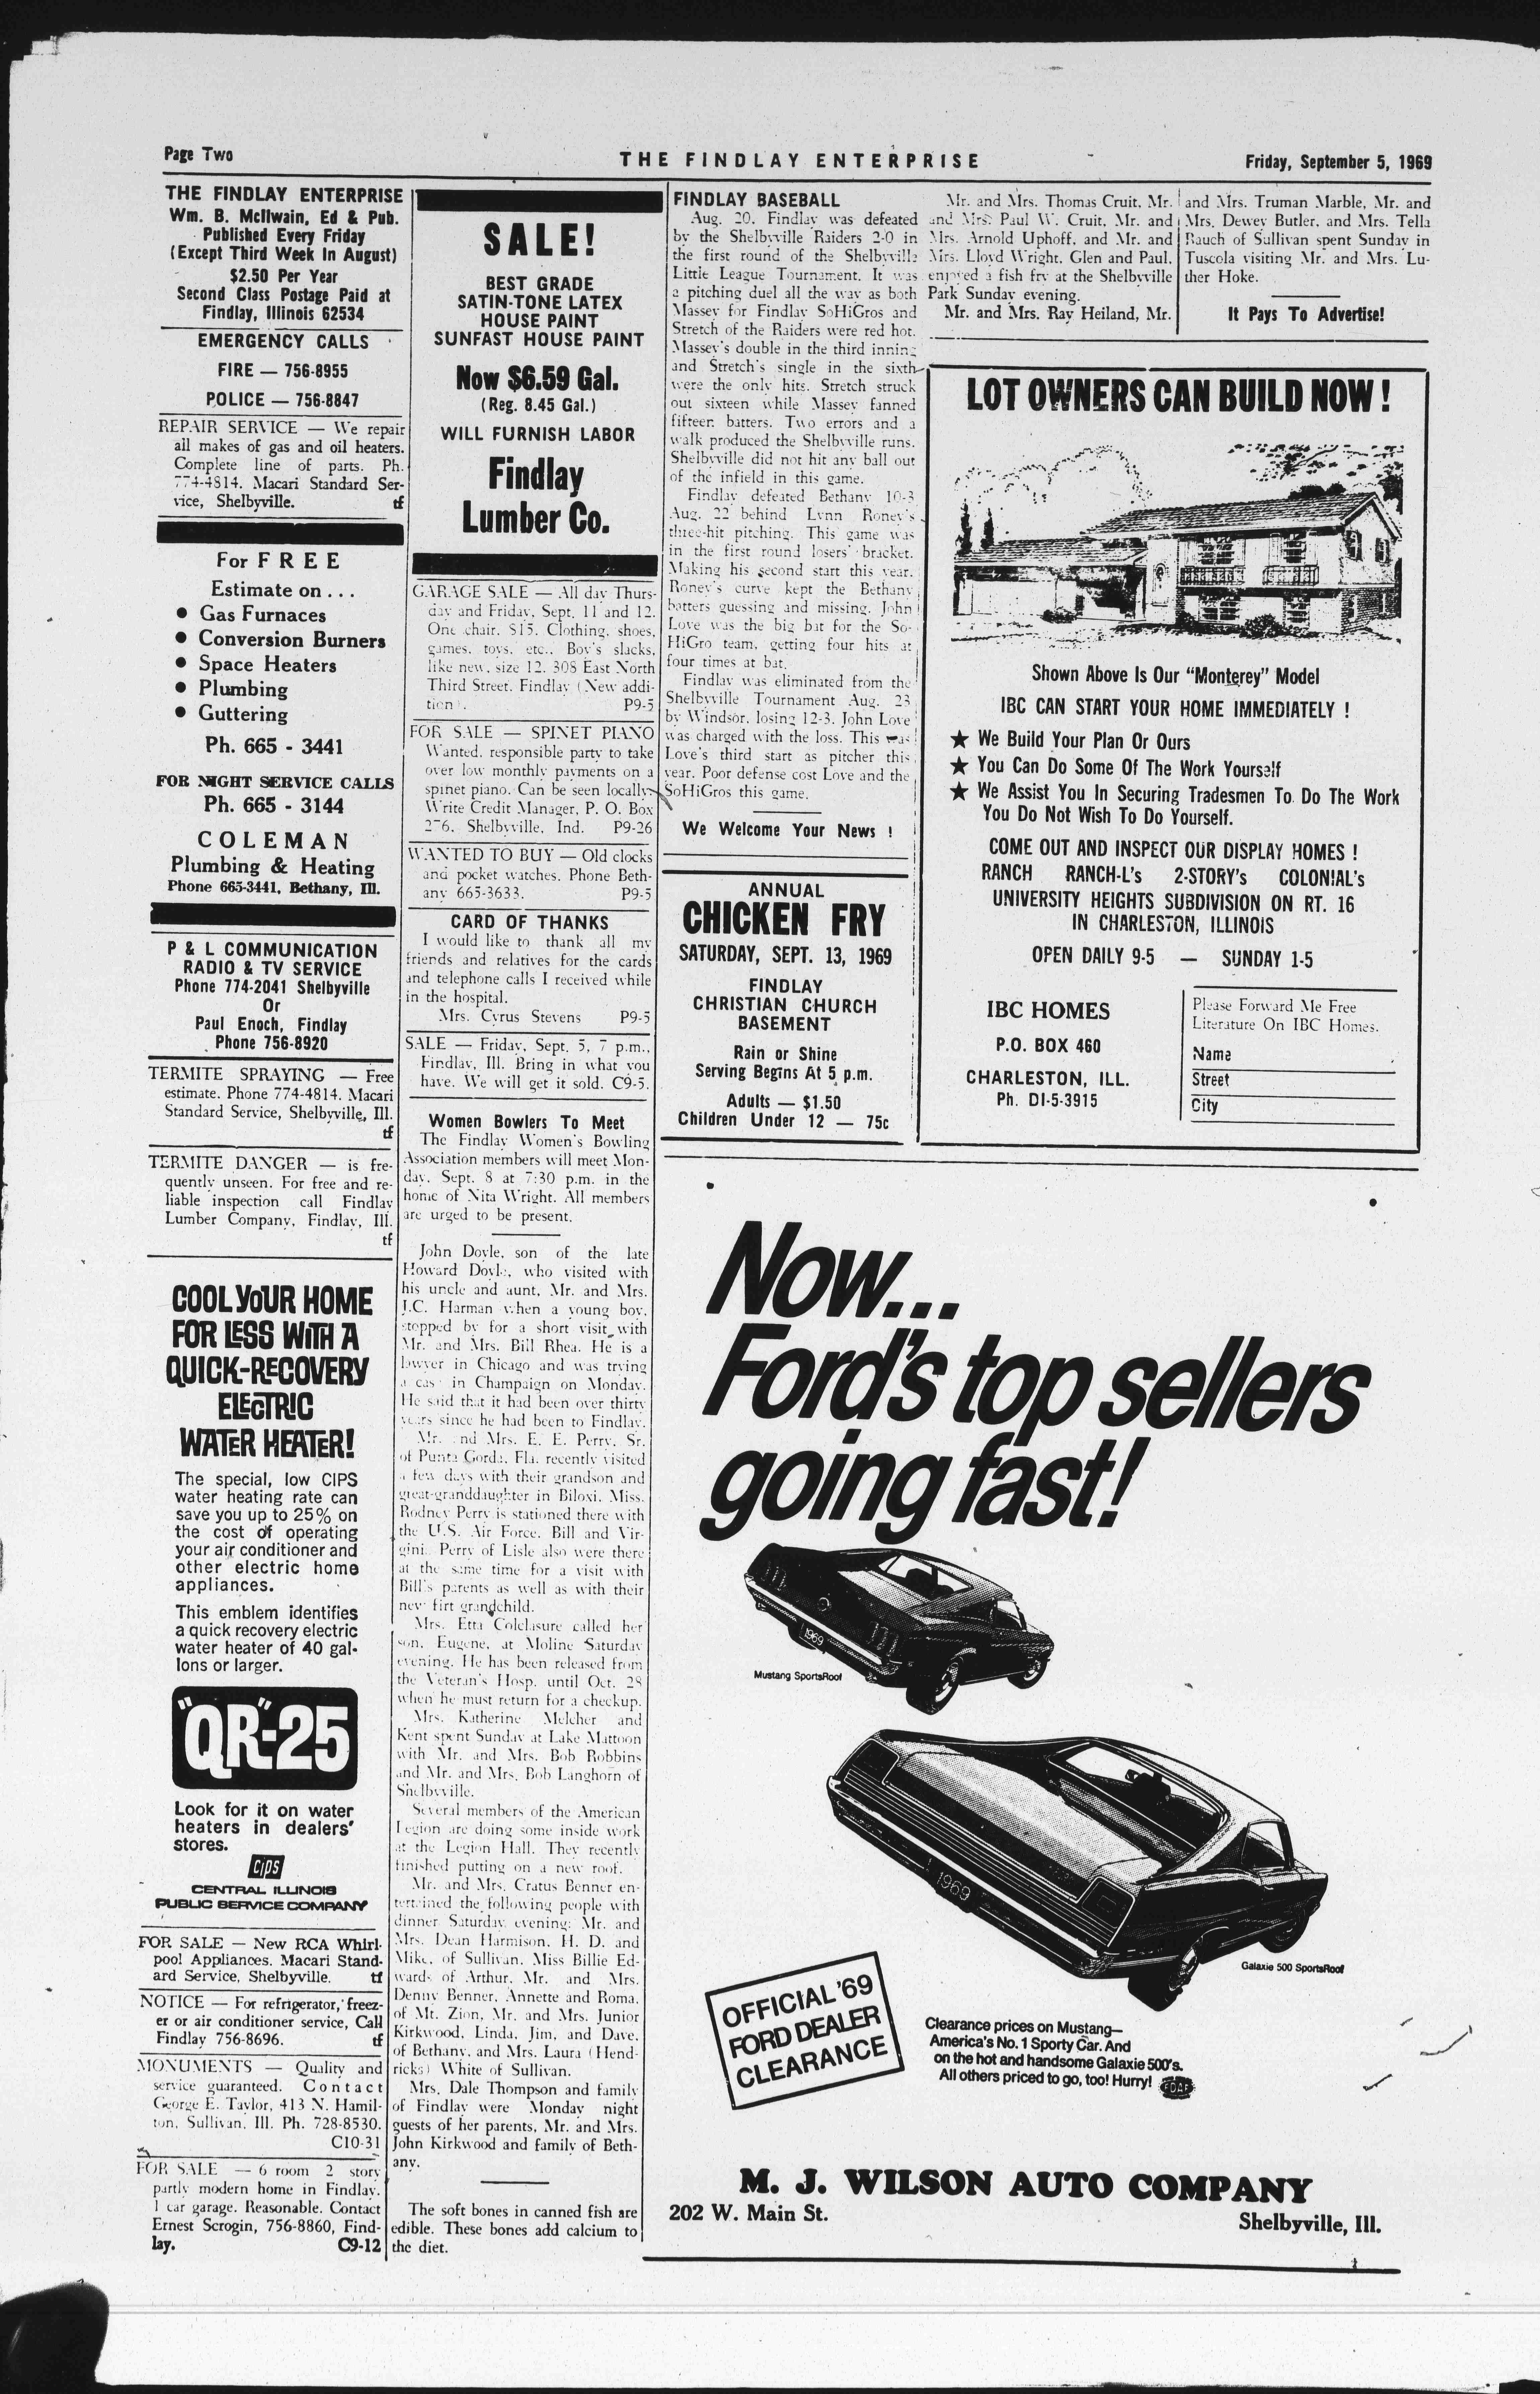 Page Two
THE FINDLAY ENTERPRISE
Friday, September 5, 1969
THE FINDLAY ENTERPRISE
Wm. B. McIlwain, Ed & Pub.
Published Every Friday
(Except Third Week In August)
$2.50 Per Year
Second Class Postage Paid at
Findlay, Illinois 62534
EMERGENCY CALLS
FIRE — 756-8955
POLICE — 756-8847
REPAIR SERVICE — We repair
all makes of gas and oil heaters.
Complete line of parts. Ph.
774-4814. Macari Standard Ser-
vice, Shelbyville. tf
For FREE
Estimate on . . .
● Gas Furnaces
● Conversion Burners
● Space Heaters
● Plumbing
● Guttering
Ph. 665 - 3441
FOR NIGHT SERVICE CALLS
Ph. 665 - 3144
COLEMAN
Plumbing & Heating
Phone 665-3441, Bethany, Ill.
P & L COMMUNICATION
RADIO & TV SERVICE
Phone 774-2041 Shelbyville
Or
Paul Enoch, Findlay
Phone 756-8920
TERMITE SPRAYING — Free
estimate. Phone 774-4814. Macari
Standard Service, Shelbyville, Ill.
tf
TERMITE DANGER — is fre-
quently unseen. For free and re-
liable inspection call Findlay
Lumber Company, Findlay, Ill.
tf
COOL YOUR HOME
FOR LESS WITH A
QUICK-RECOVERY
ELECTRIC
WATER HEATER!
The special, low CIPS
water heating rate can
save you up to 25% on
the cost of operating
your air conditioner and
other electric home
appliances.
This emblem identifies
a quick recovery electric
water heater of 40 gal-
lons or larger.
"QR"-25
Look for it on water
heaters in dealers'
stores.
CIPS
CENTRAL ILLINOIS
PUBLIC SERVICE COMPANY
FOR SALE — New RCA Whirl-
pool Appliances. Macari Stand-
ard Service, Shelbyville. tf
NOTICE — For refrigerator, freez-
er or air conditioner service, Call
Findlay 756-8696. tf
MONUMENTS — Quality and
service guaranteed. Contact
George E. Taylor, 413 N. Hamil-
ton, Sullivan, Ill. Ph. 728-8530.
C10-31
FOR SALE — 6 room 2 story
partly modern home in Findlay.
1 car garage. Reasonable. Contact
Ernest Scrogin, 756-8860, Find-
lay. C9-12
SALE!
BEST GRADE
SATIN-TONE LATEX
HOUSE PAINT
SUNFAST HOUSE PAINT
Now $6.59 Gal.
(Reg. 8.45 Gal.)
WILL FURNISH LABOR
Findlay
Lumber Co.
GARAGE SALE — All day Thurs-
day and Friday, Sept. 11 and 12.
One chair, $15. Clothing, shoes,
games, toys, etc.. Boy's slacks,
like new, size 12. 308 East North
Third Street, Findlay (New addi-
tion). P9-5
FOR SALE — SPINET PIANO
Wanted, responsible party to take
over low monthly payments on a
spinet piano. Can be seen locally.
Write Credit Manager, P. O. Box
276, Shelbyville, Ind. P9-26
WANTED TO BUY — Old clocks
and pocket watches. Phone Beth-
any 665-3633. P9-5
CARD OF THANKS
I would like to thank all my
friends and relatives for the cards
and telephone calls I received while
in the hospital.
Mrs. Cyrus Stevens P9-5
SALE — Friday, Sept. 5, 7 p.m.,
Findlay, Ill. Bring in what you
have. We will get it sold. C9-5.
Women Bowlers To Meet
The Findlay Women's Bowling
Association members will meet Mon-
day, Sept. 8 at 7:30 p.m. in the
home of Nita Wright. All members
are urged to be present.
John Doyle, son of the late
Howard Doyle, who visited with
his uncle and aunt, Mr. and Mrs.
J.C. Harman when a young boy,
stopped by for a short visit with
Mr. and Mrs. Bill Rhea. He is a
lawyer in Chicago and was trying
a cas in Champaign on Monday.
He said that it had been over thirty
years since he had been to Findlay.
Mr. and Mrs. E. E. Perry, Sr.
of Punta Gorda, Fla. recently visited
a few days with their grandson and
great-granddaughter in Biloxi, Miss.
Rodney Perry is stationed there with
the U.S. Air Force. Bill and Vir-
gini. Perry of Lisle also were there
at the same time for a visit with
Bill's parents as well as with their
new firt grandchild.
Mrs. Etta Colclasure called her
son, Eugene, at Moline Saturday
evening. He has been released from
the Veteran's Hosp. until Oct. 28
when he must return for a checkup.
Mrs. Katherine Melcher and
Kent spent Sunday at Lake Mattoon
with Mr. and Mrs. Bob Robbins
and Mr. and Mrs. Bob Langhorn of
Shelbyville.
Several members of the American
Legion are doing some inside work
at the Legion Hall. They recently
finished putting on a new roof.
Mr. and Mrs. Cratus Benner en-
tertained the following people with
dinner Saturday evening: Mr. and
Mrs. Dean Harmison, H. D. and
Mike, of Sullivan, Miss Billie Ed-
wards of Arthur, Mr. and Mrs.
Denny Benner, Annette and Roma,
of Mt. Zion, Mr. and Mrs. Junior
Kirkwood, Linda, Jim, and Dave,
of Bethany, and Mrs. Laura (Hend-
ricks) White of Sullivan.
Mrs. Dale Thompson and family
of Findlay were Monday night
guests of her parents, Mr. and Mrs.
John Kirkwood and family of Beth-
any.
The soft bones in canned fish are
edible. These bones add calcium to
the diet.
FINDLAY BASEBALL
Aug. 20, Findlay was defeated
by the Shelbyville Raiders 2-0 in
the first round of the Shelbyville
Little League Tournament. It was
a pitching duel all the way as both
Massey for Findlay SoHiGros and
Stretch of the Raiders were red hot.
Massey's double in the third inning
and Stretch's single in the sixth
were the only hits. Stretch struck
out sixteen while Massey fanned
fifteen batters. Two errors and a
walk produced the Shelbyville runs.
Shelbyville did not hit any ball out
of the infield in this game.
Findlay defeated Bethany 10-3
Aug. 22 behind Lynn Roney's
three-hit pitching. This game was
in the first round losers' bracket.
Making his second start this year,
Roney's curve kept the Bethany
batters guessing and missing. John
Love was the big bat for the So-
HiGro team, getting four hits at
four times at bat.
Findlay was eliminated from the
Shelbyville Tournament Aug. 23
by Windsor, losing 12-3. John Love
was charged with the loss. This was
Love's third start as pitcher this
year. Poor defense cost Love and the
SoHiGros this game.
We Welcome Your News !
ANNUAL
CHICKEN FRY
SATURDAY, SEPT. 13, 1969
FINDLAY
CHRISTIAN CHURCH
BASEMENT
Rain or Shine
Serving Begins At 5 p.m.
Adults — $1.50
Children Under 12 — 75c
Mr. and Mrs. Thomas Cruit, Mr.
and Mrs. Paul W. Cruit, Mr. and
Mrs. Arnold Uphoff, and Mr. and
Mrs. Lloyd Wright, Glen and Paul,
enjoyed a fish fry at the Shelbyville
Park Sunday evening.
Mr. and Mrs. Ray Heiland, Mr.
and Mrs. Truman Marble, Mr. and
Mrs. Dewey Butler, and Mrs. Tella
Rauch of Sullivan spent Sunday in
Tuscola visiting Mr. and Mrs. Lu-
ther Hoke.
It Pays To Advertise!
LOT OWNERS CAN BUILD NOW !
Shown Above Is Our "Monterey" Model
IBC CAN START YOUR HOME IMMEDIATELY !
★ We Build Your Plan Or Ours
★ You Can Do Some Of The Work Yourself
★ We Assist You In Securing Tradesmen To Do The Work
You Do Not Wish To Do Yourself.
COME OUT AND INSPECT OUR DISPLAY HOMES !
RANCH RANCH-L's 2-STORY's COLONIAL's
UNIVERSITY HEIGHTS SUBDIVISION ON RT. 16
IN CHARLESTON, ILLINOIS
OPEN DAILY 9-5 — SUNDAY 1-5
IBC HOMES
P.O. BOX 460
CHARLESTON, ILL.
Ph. DI-5-3915
Please Forward Me Free
Literature On IBC Homes.
Name
Street
City
Now...
Ford's top sellers
going fast!
1969
Mustang SportsRoof
1969
Galaxie 500 SportsRoof
OFFICIAL '69
FORD DEALER
CLEARANCE
Clearance prices on Mustang—
America's No. 1 Sporty Car. And
on the hot and handsome Galaxie 500's.
All others priced to go, too! Hurry! FDAF
M. J. WILSON AUTO COMPANY
202 W. Main St.
Shelbyville, Ill.